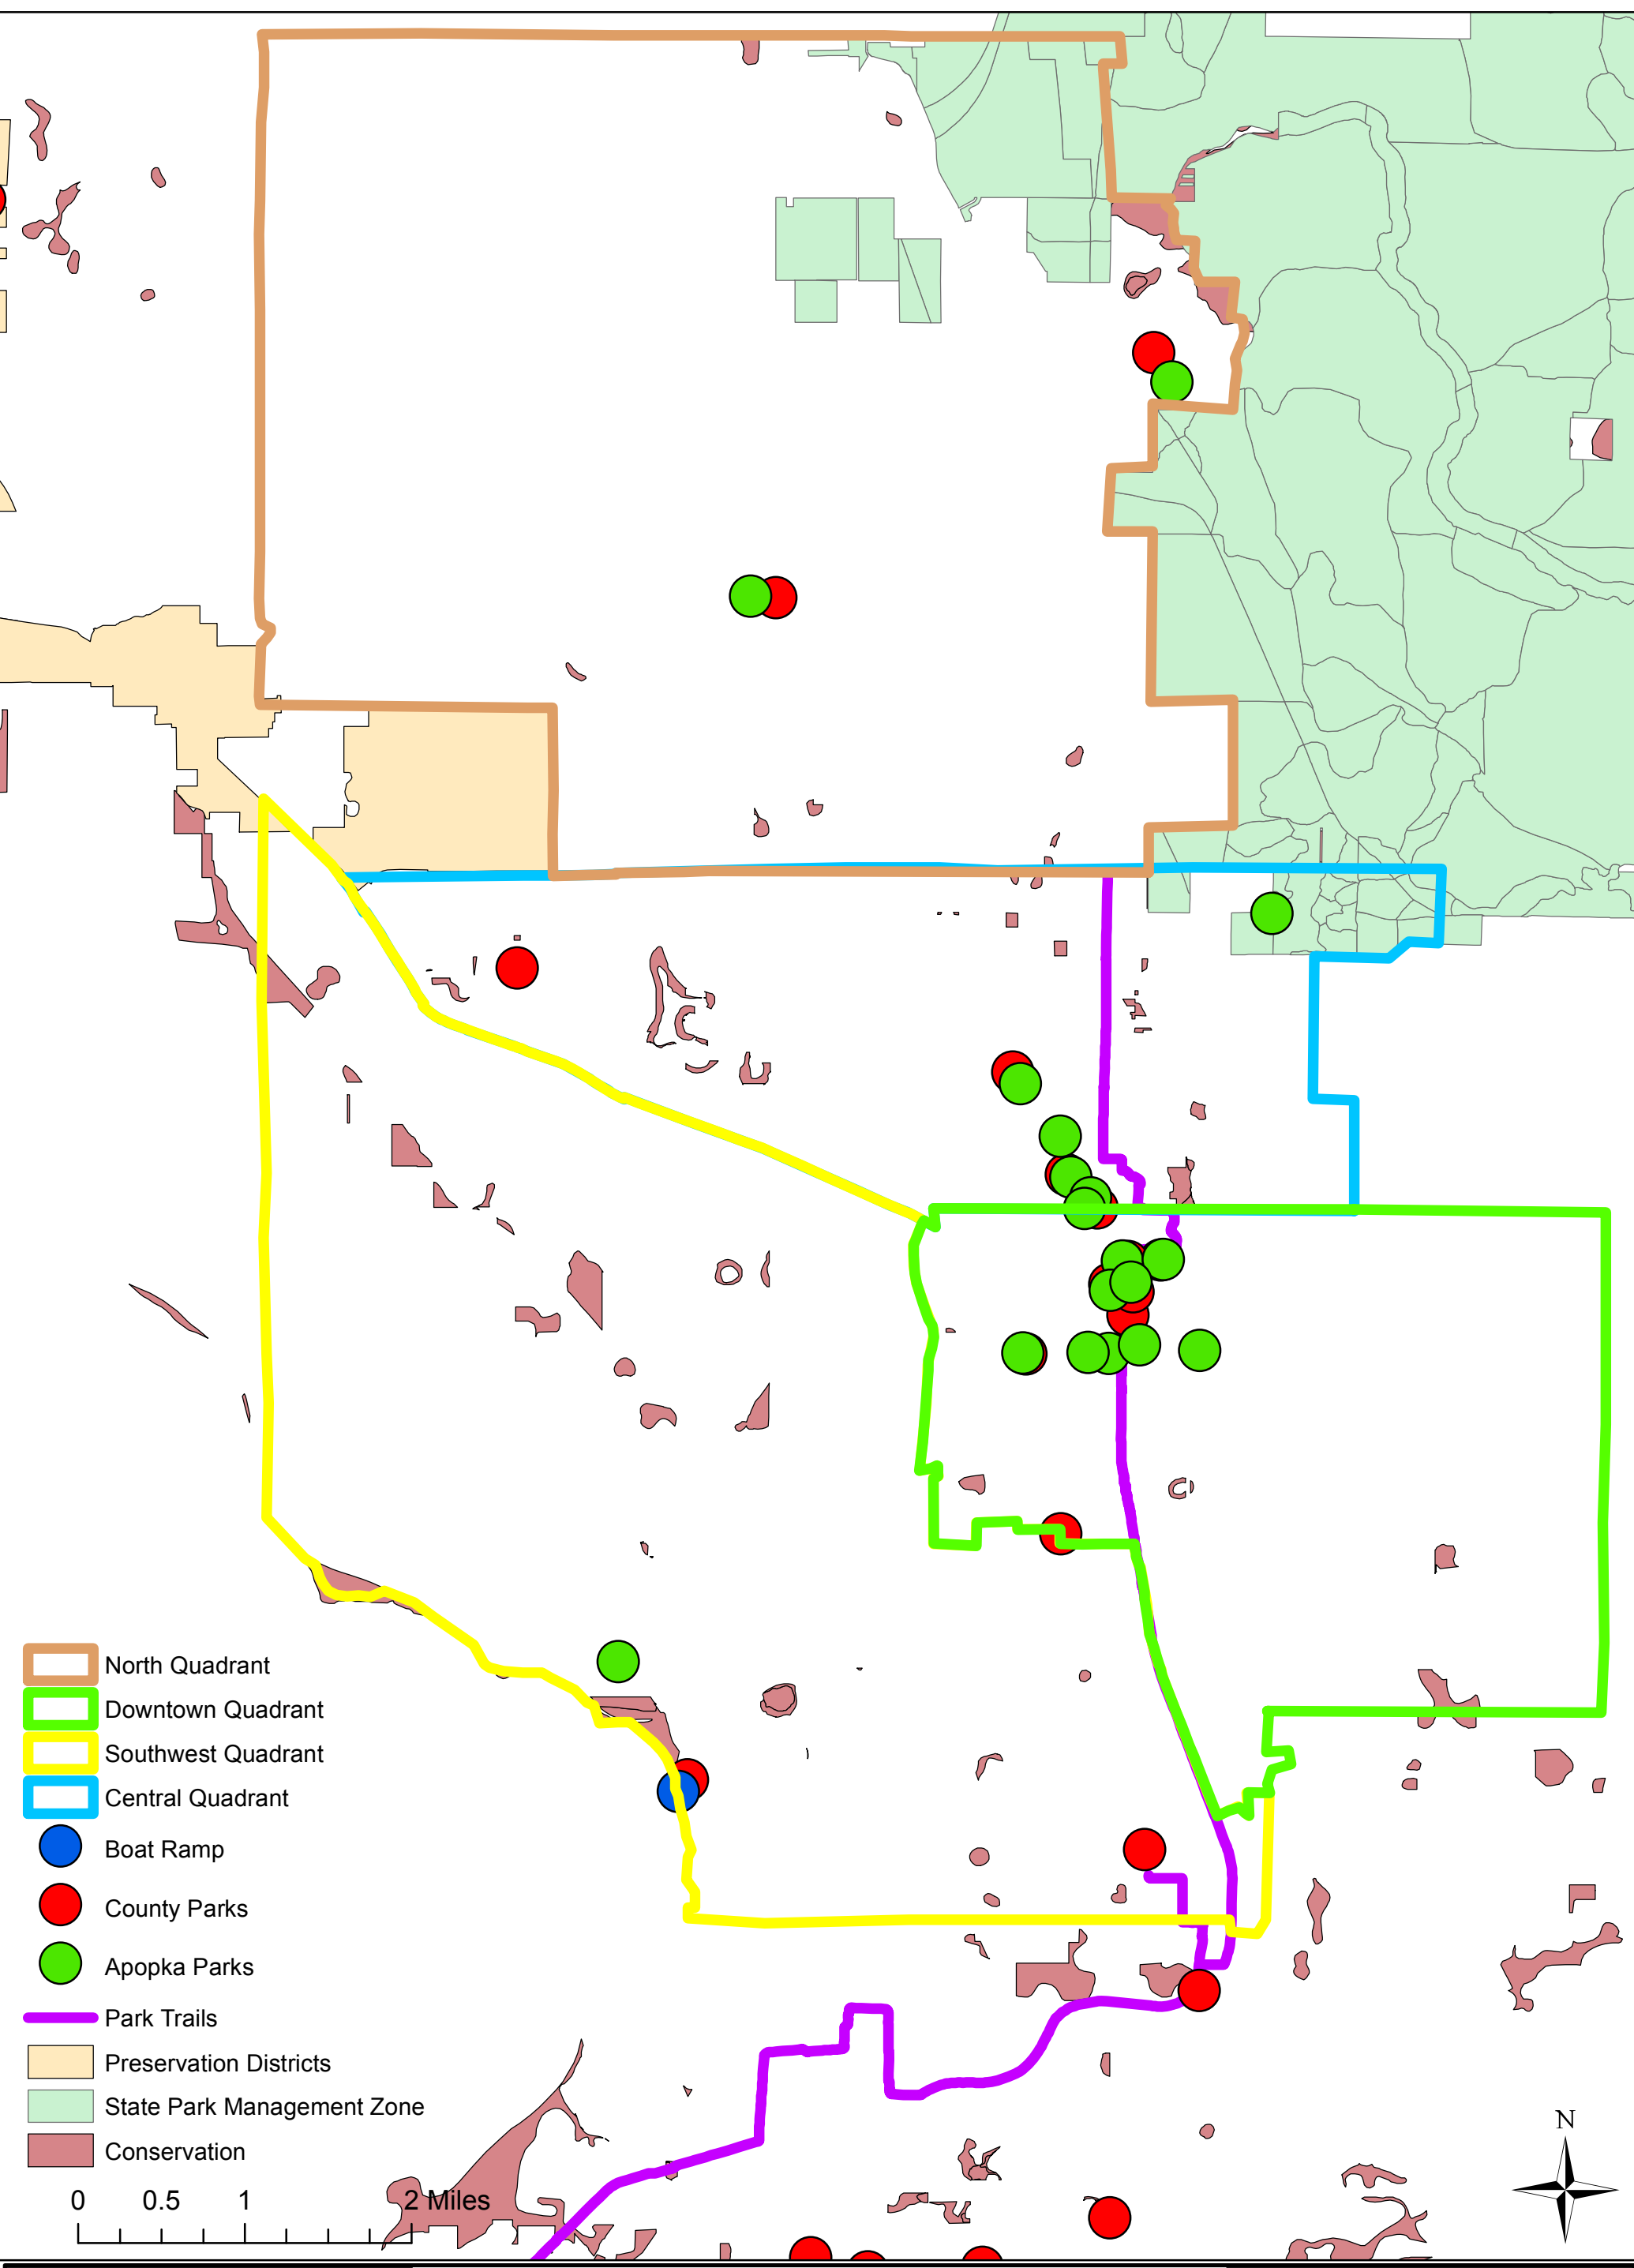 North Quadrant
Downtown Quadrant
Southwest Quadrant
Central Quadrant
Boat Ramp
County Parks
Apopka Parks
Park Trails
Preservation Districts
State Park Management Zone
Conservation
0 0.5 1 2 Miles
N